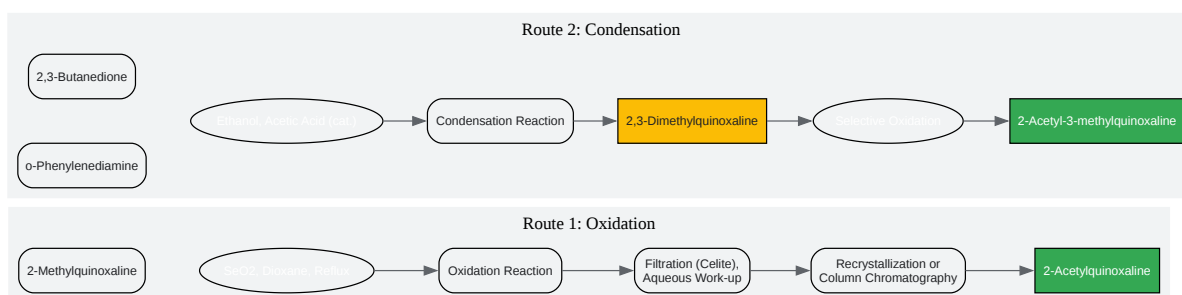 Route 2: Condensation
2,3-Butanedione
o-Phenylenediamine
Ethanol, Acetic Acid (cat.)
Condensation Reaction
2,3-Dimethylquinoxaline
Selective Oxidation
2-Acetyl-3-methylquinoxaline
Route 1: Oxidation
2-Methylquinoxaline
SeO2, Dioxane, Reflux
Oxidation Reaction
Filtration (Celite),
Aqueous Work-up
Recrystallization or
Column Chromatography
2-Acetylquinoxaline